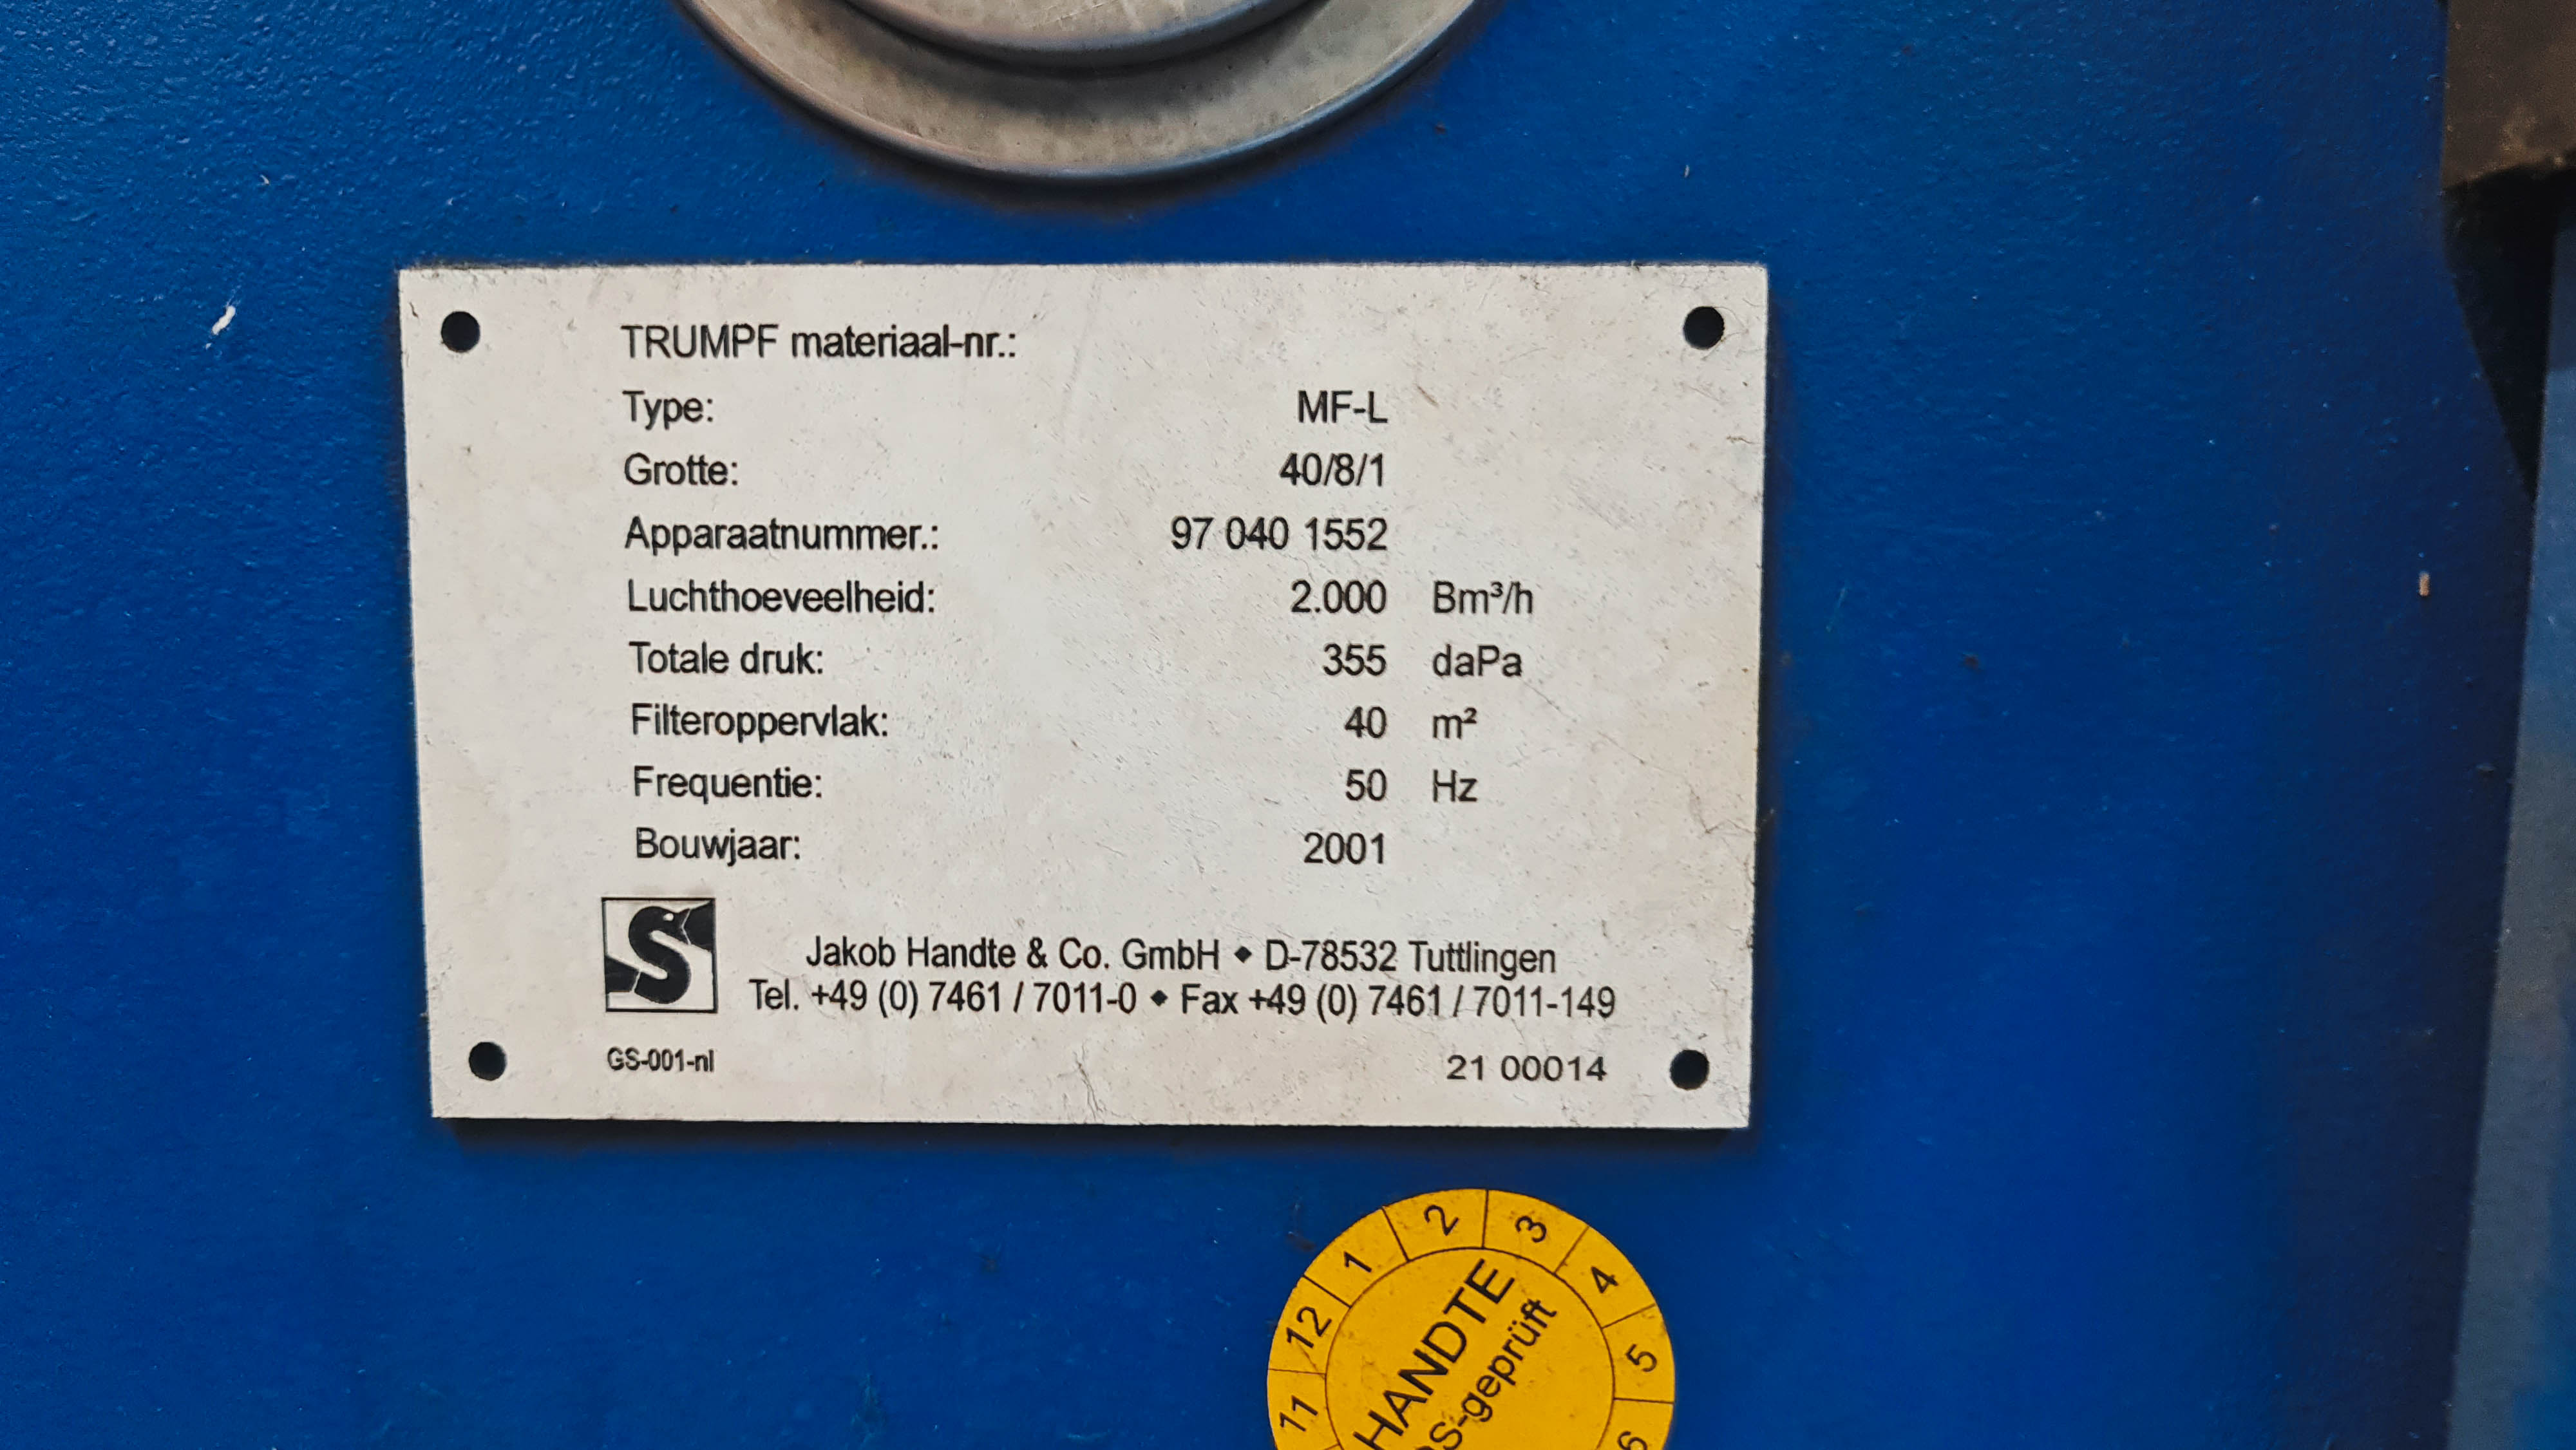 TRUMPF materiaal-nr.:
Type: MF-L
Grotte: 40/8/1
Apparaatnummer.: 97 040 1552
Luchthoeveelheid: 2.000 Bm³/h
Totale druk: 355 daPa
Filteroppervlak: 40 m²
Frequentie: 50 Hz
Bouwjaar: 2001
Jakob Handte & Co. GmbH ◆ D-78532 Tuttlingen
Tel. +49 (0) 7461 / 7011-0 ◆ Fax +49 (0) 7461 / 7011-149
GS-001-nl 21 00014
11 12 1 2 3 4 5 6
HANDTE
S-geprüft